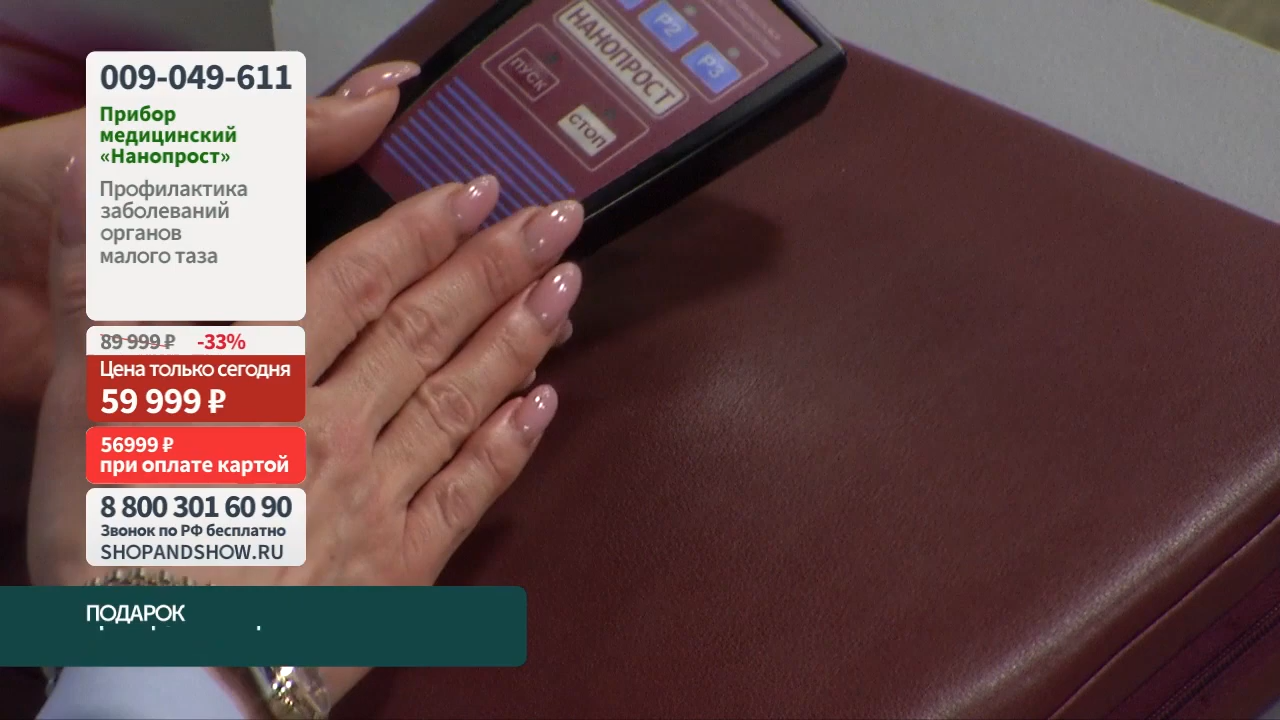 009-049-611
Прибор
медицинский
«Нанопрост»
Профилактика
заболеваний
органов
малого таза
89 999 ₽ -33%
Цена только сегодня
59 999 ₽
56999 ₽
при оплате картой
8 800 301 60 90
Звонок по РФ бесплатно
SHOPANDSHOW.RU
ПОДАРОК
P2
P3
НАНОПРОСТ
ПУСК
СТОП